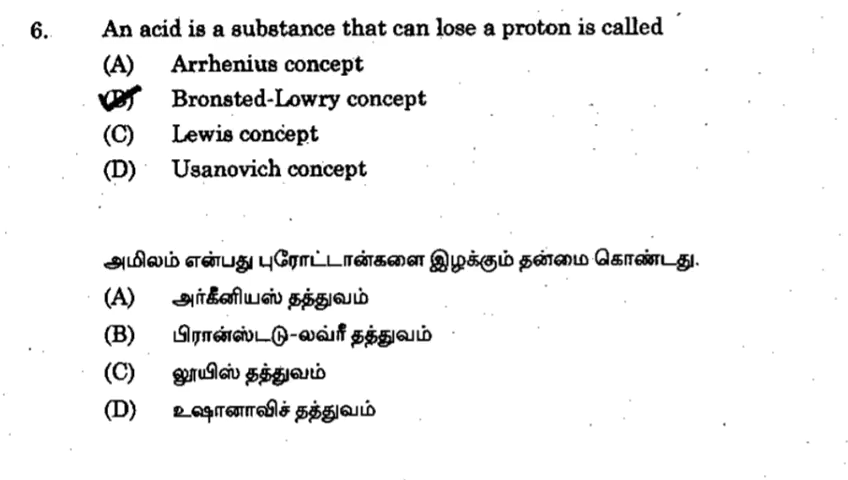 6. An acid is a substance that can lose a proton is called
(A) Arrhenius concept
(B) Bronsted-Lowry concept
(C) Lewis concept
(D) Usanovich concept
அமிலம் என்பது புரோட்டான்களை இழக்கும் தன்மை கொண்டது.
(A) அர்கீனியஸ் தத்துவம்
(B) பிரான்ஸ்டடு-லவ்ரீ தத்துவம்
(C) லூயிஸ் தத்துவம்
(D) உஷானாவிச் தத்துவம்